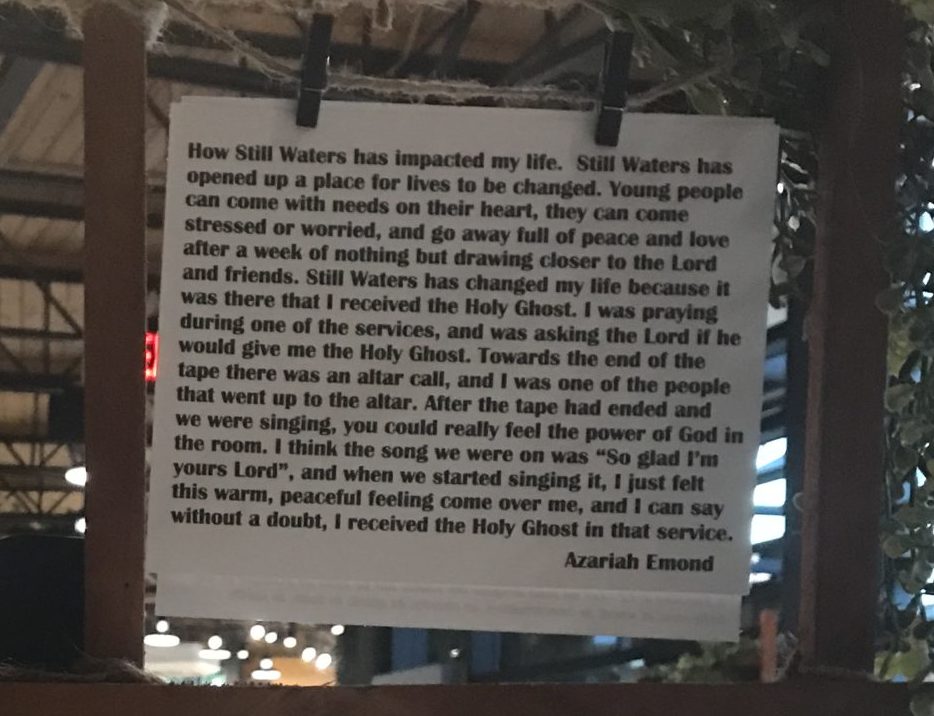 How Still Waters has impacted my life.  Still Waters has
opened up a place for lives to be changed. Young people
can come with needs on their heart, they can come
stressed or worried, and go away full of peace and love
after a week of nothing but drawing closer to the Lord
and friends. Still Waters has changed my life because it
was there that I received the Holy Ghost. I was praying
during one of the services, and was asking the Lord if he
would give me the Holy Ghost. Towards the end of the
tape there was an altar call, and I was one of the people
that went up to the altar. After the tape had ended and
we were singing, you could really feel the power of God in
the room. I think the song we were on was “So glad I’m
yours Lord”, and when we started singing it, I just felt
this warm, peaceful feeling come over me, and I can say
without a doubt, I received the Holy Ghost in that service.
Azariah Emond